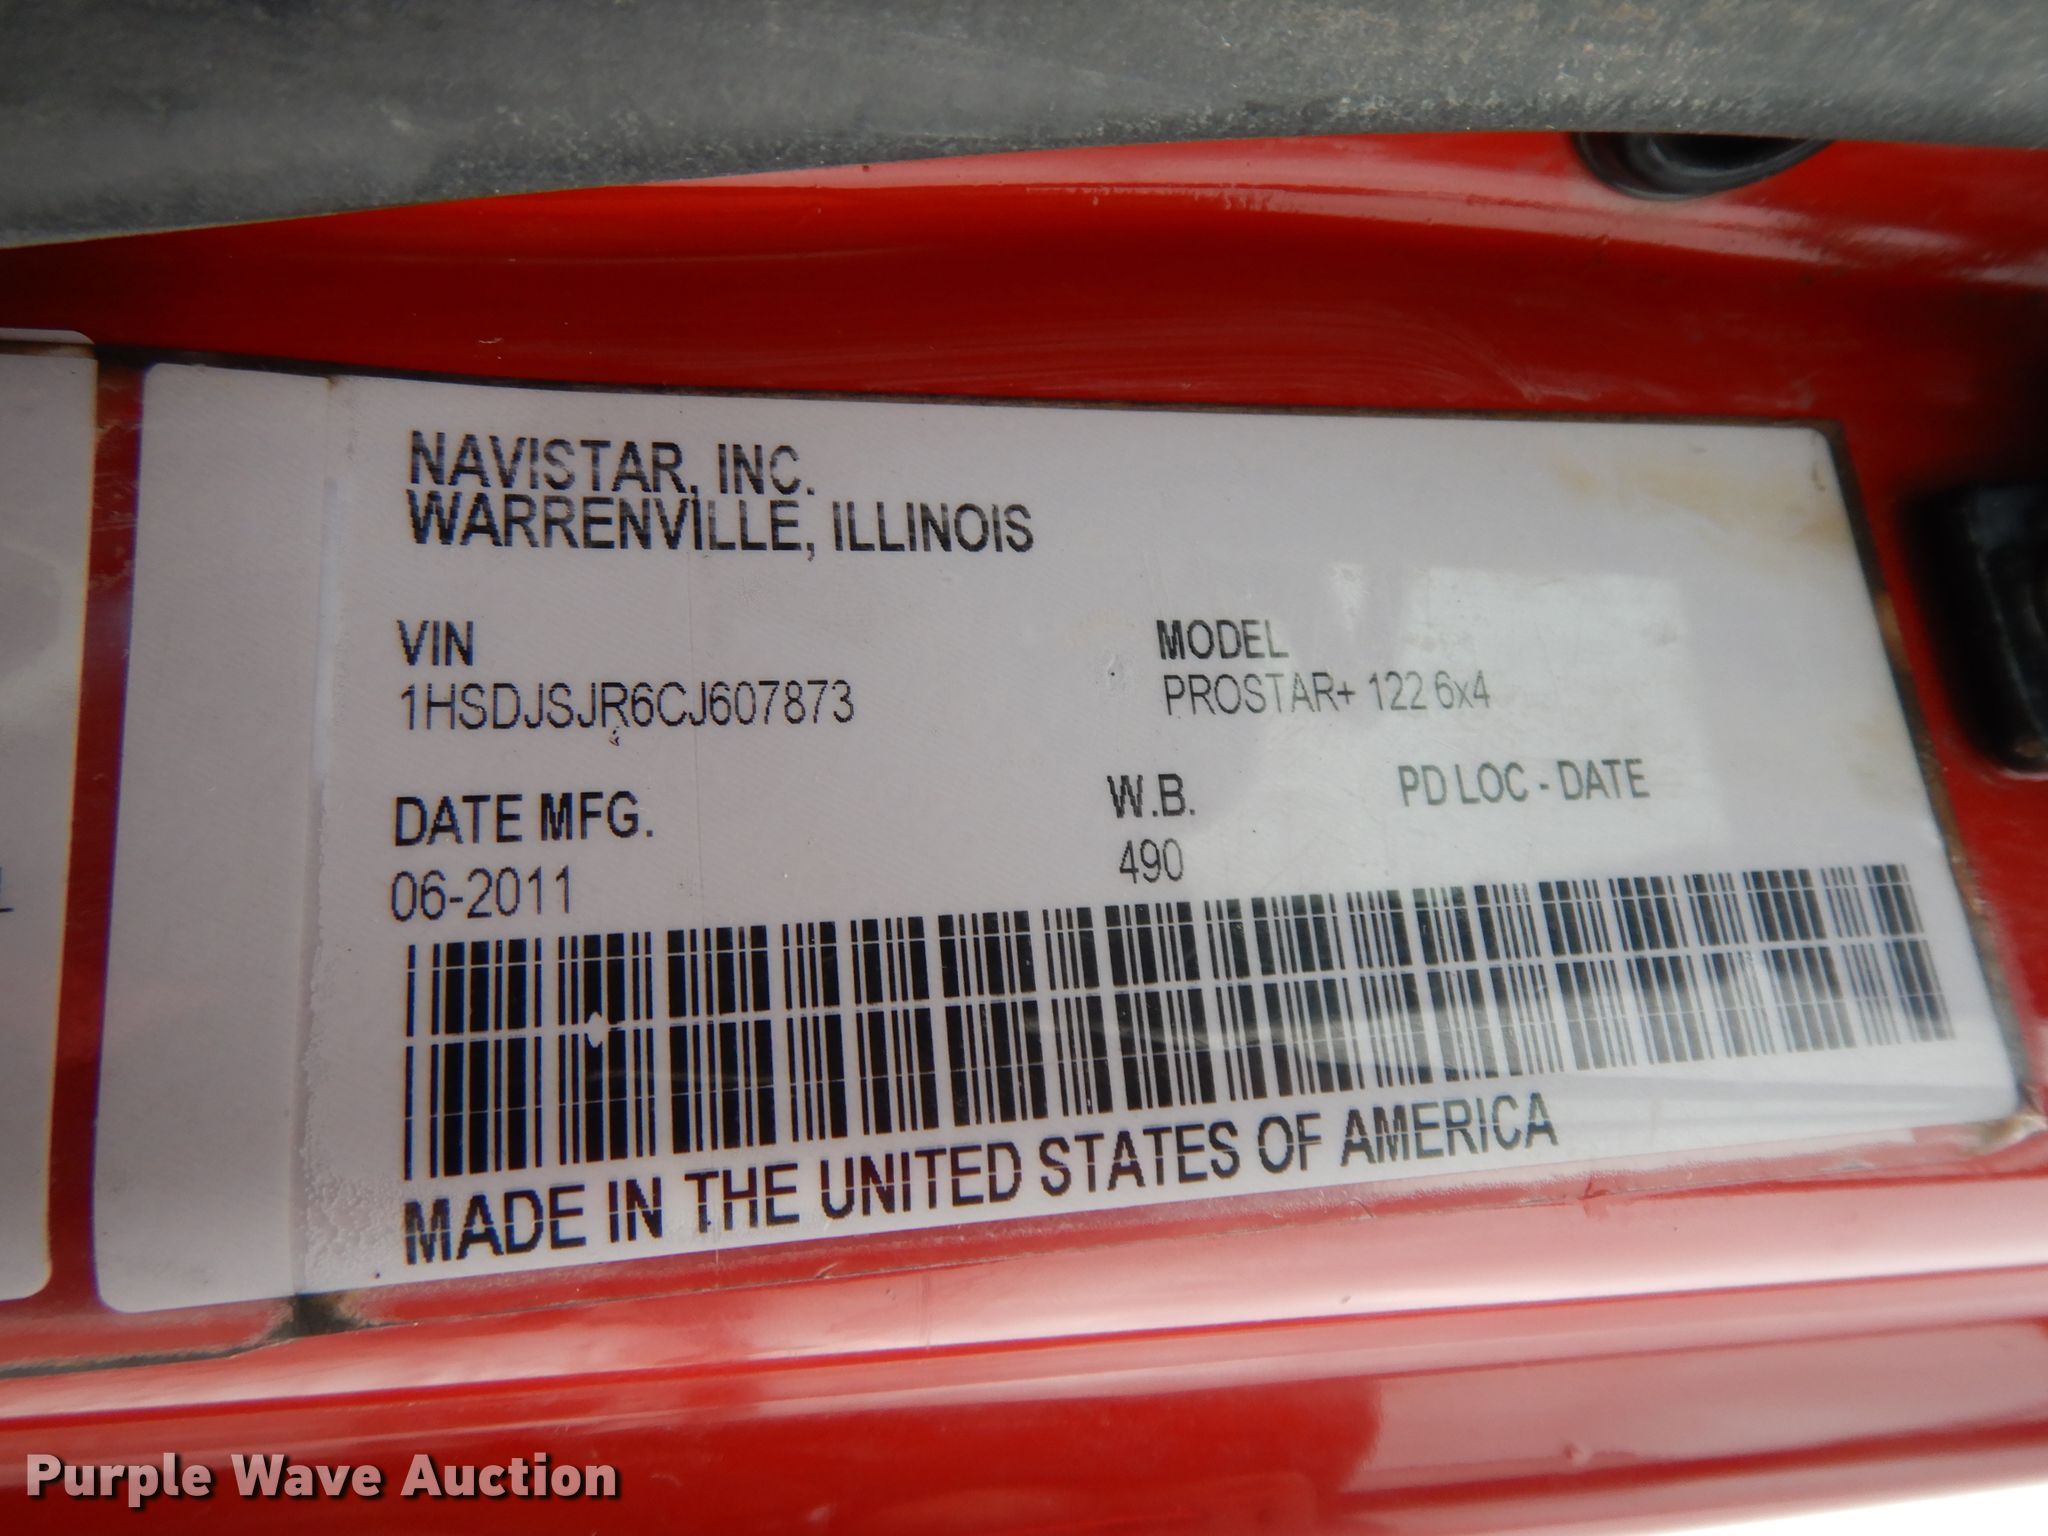 NAVISTAR, INC.
WARRENVILLE, ILLINOIS
VIN
1HSDJSJR6CJ607873
MODEL
PROSTAR+ 122 6x4
DATE MFG.
06-2011
W.B.
490
PD LOC - DATE
MADE IN THE UNITED STATES OF AMERICA
Purple Wave Auction